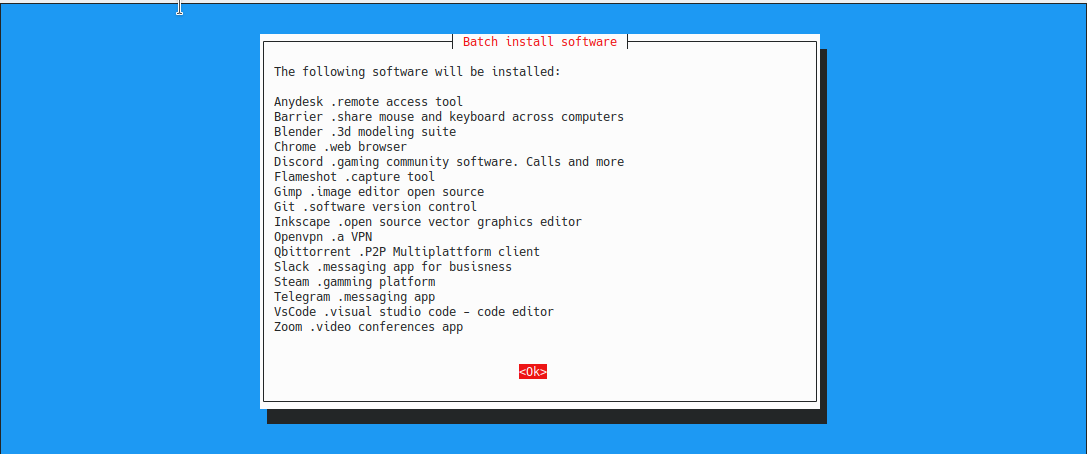 Batch install software
The following software will be installed:
Anydesk .remote access tool
Barrier .share mouse and keyboard across computers
Blender .3d modeling suite
Chrome .web browser
Discord .gaming community software. Calls and more
Flameshot .capture tool
Gimp .image editor open source
Git .software version control
Inkscape .open source vector graphics editor
Openvpn .a VPN
Qbittorrent .P2P Multiplattform client
Slack .messaging app for busisness
Steam .gamming platform
Telegram .messaging app
VsCode .visual studio code – code editor
Zoom .video conferences app
<Ok>